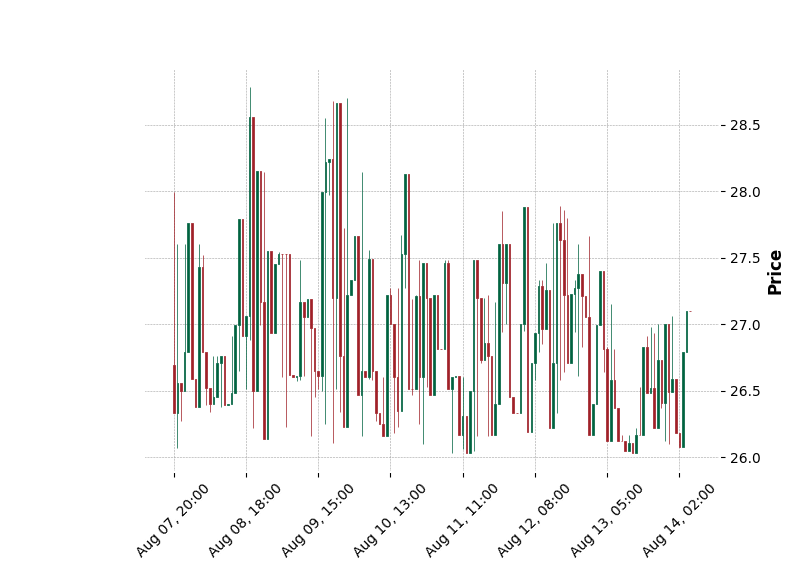 28.5
28.0
27.5
27.0
26.5
26.0
Price
Aug 07, 20:00
Aug 08, 18:00
Aug 09, 15:00
Aug 10, 13:00
Aug 11, 11:00
Aug 12, 08:00
Aug 13, 05:00
Aug 14, 02:00